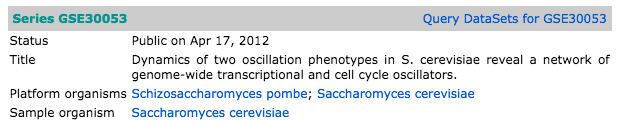 Series GSE30053 Query DataSets for GSE30053
Status Public on Apr 17, 2012
Title Dynamics of two oscillation phenotypes in S. cerevisiae reveal a network of
genome-wide transcriptional and cell cycle oscillators.
Platform organisms Schizosaccharomyces pombe; Saccharomyces cerevisiae
Sample organism Saccharomyces cerevisiae